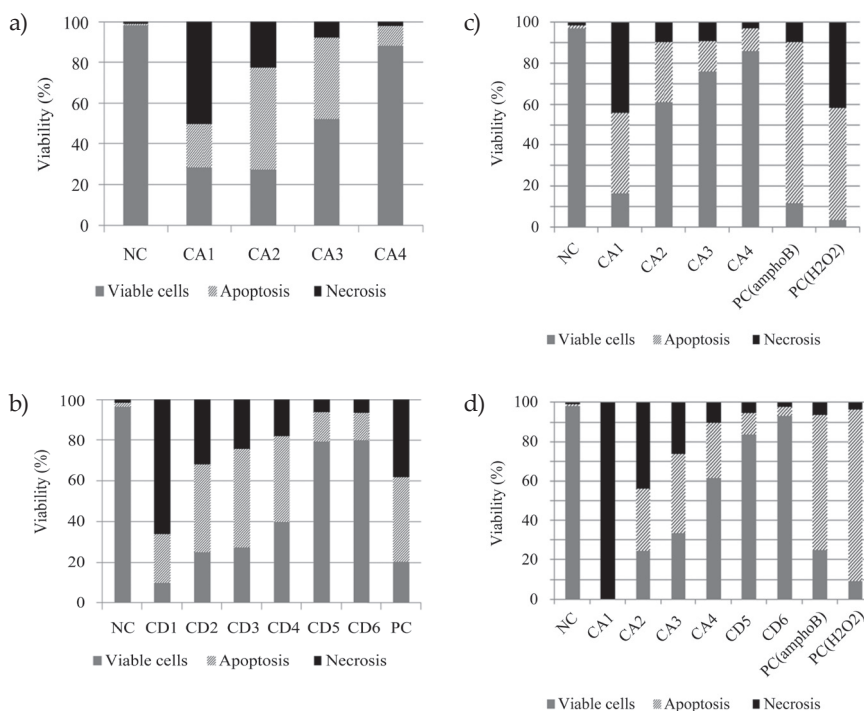 a)
Viability (%)
100
80
60
40
20
0
NC CA1 CA2 CA3 CA4
Viable cells Apoptosis Necrosis
c)
Viability (%)
100
80
60
40
20
0
NC CA1 CA2 CA3 CA4 PC(amphoB) PC(H2O2)
Viable cells Apoptosis Necrosis
b)
Viability (%)
100
80
60
40
20
0
NC CD1 CD2 CD3 CD4 CD5 CD6 PC
Viable cells Apoptosis Necrosis
d)
Viability (%)
100
80
60
40
20
0
NC CA1 CA2 CA3 CA4 CD5 CD6 PC(amphoB) PC(H2O2)
Viable cells Apoptosis Necrosis